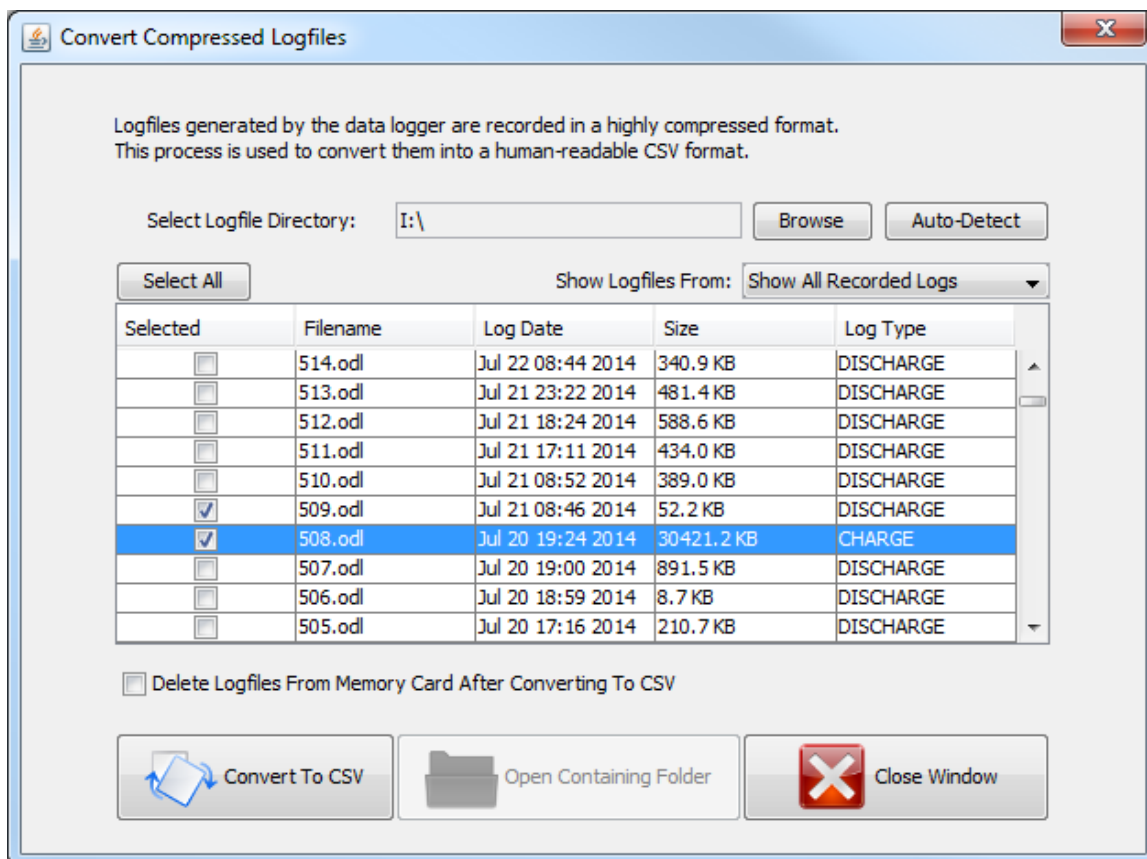 Convert Compressed Logfiles
Logfiles generated by the data logger are recorded in a highly compressed format.
This process is used to convert them into a human-readable CSV format.
Select Logfile Directory: I:\ Browse Auto-Detect
Select All Show Logfiles From: Show All Recorded Logs
Selected Filename Log Date Size Log Type
514.odl Jul 22 08:44 2014 340.9 KB DISCHARGE
513.odl Jul 21 23:22 2014 481.4 KB DISCHARGE
512.odl Jul 21 18:24 2014 588.6 KB DISCHARGE
511.odl Jul 21 17:11 2014 434.0 KB DISCHARGE
510.odl Jul 21 08:52 2014 389.0 KB DISCHARGE
509.odl Jul 21 08:46 2014 52.2 KB DISCHARGE
508.odl Jul 20 19:24 2014 30421.2 KB CHARGE
507.odl Jul 20 19:00 2014 891.5 KB DISCHARGE
506.odl Jul 20 18:59 2014 8.7 KB DISCHARGE
505.odl Jul 20 17:16 2014 210.7 KB DISCHARGE
Delete Logfiles From Memory Card After Converting To CSV
Convert To CSV Open Containing Folder Close Window